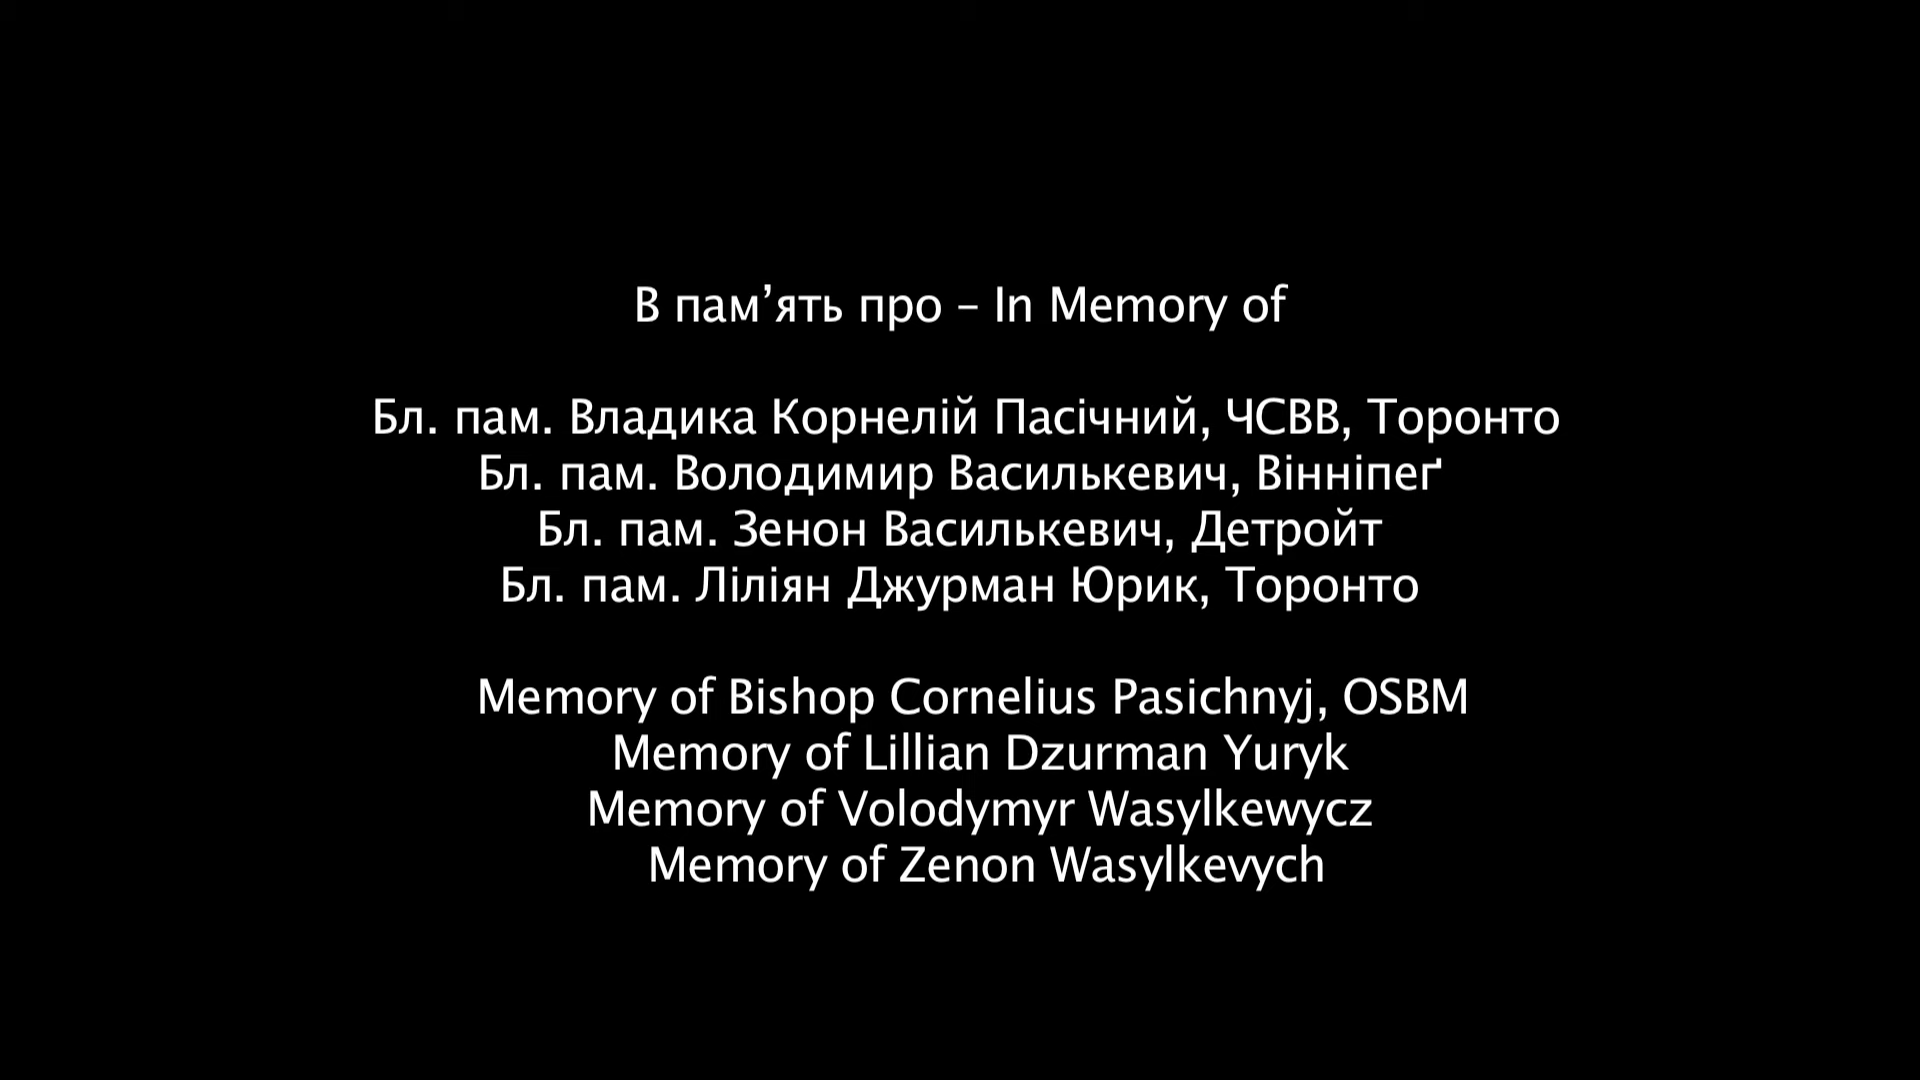 В пам’ять про – In Memory of
Бл. пам. Владика Корнелій Пасічний, ЧСВВ, Торонто
Бл. пам. Володимир Василькевич, Вінніпеґ
Бл. пам. Зенон Василькевич, Детройт
Бл. пам. Ліліян Джурман Юрик, Торонто
Memory of Bishop Cornelius Pasichnyj, OSBM
Memory of Lillian Dzurman Yuryk
Memory of Volodymyr Wasylkewycz
Memory of Zenon Wasylkevych